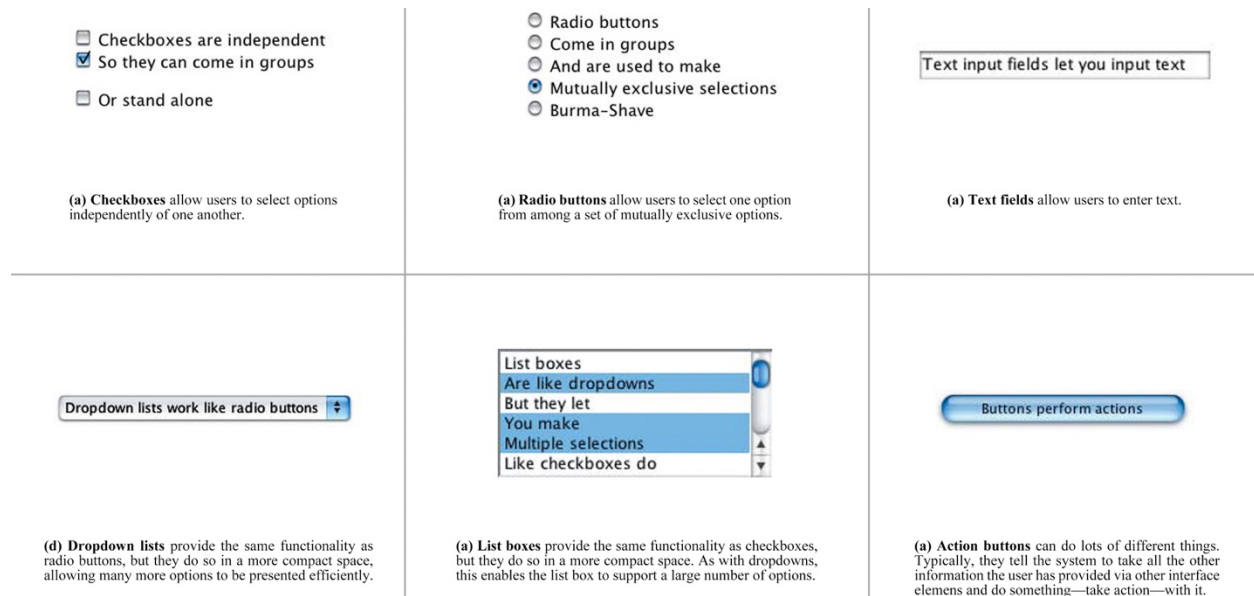 Checkboxes are independent
So they can come in groups
Or stand alone
(a) Checkboxes allow users to select options
independently of one another.
Radio buttons
Come in groups
And are used to make
Mutually exclusive selections
Burma-Shave
(a) Radio buttons allow users to select one option
from among a set of mutually exclusive options.
Text input fields let you input text
(a) Text fields allow users to enter text.
Dropdown lists work like radio buttons
(d) Dropdown lists provide the same functionality as
radio buttons, but they do so in a more compact space,
allowing many more options to be presented efficiently.
List boxes
Are like dropdowns
But they let
You make
Multiple selections
Like checkboxes do
(a) List boxes provide the same functionality as checkboxes,
but they do so in a more compact space. As with dropdowns,
this enables the list box to support a large number of options.
Buttons perform actions
(a) Action buttons can do lots of different things.
Typically, they tell the system to take all the other
information the user has provided via other interface
elemens and do something—take action—with it.